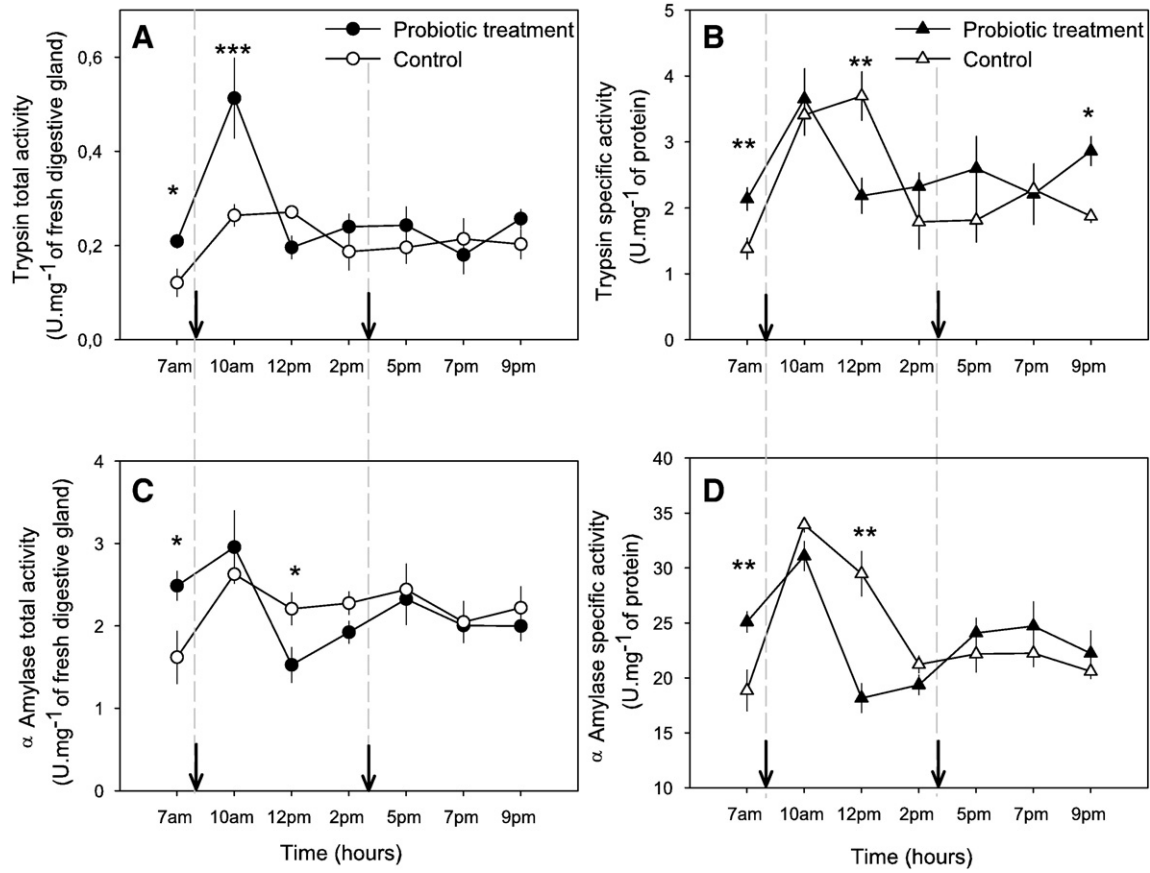 A
Probiotic treatment
Control
***
*
Trypsin total activity
(U.mg⁻¹ of fresh digestive gland)
0,6
0,4
0,2
0,0
7am 10am 12pm 2pm 5pm 7pm 9pm
B
Probiotic treatment
Control
**
**
*
Trypsin specific activity
(U.mg⁻¹ of protein)
5
4
3
2
1
0
7am 10am 12pm 2pm 5pm 7pm 9pm
C
*
*
α Amylase total activity
(U.mg⁻¹ of fresh digestive gland)
4
3
2
1
0
7am 10am 12pm 2pm 5pm 7pm 9pm
Time (hours)
D
**
**
α Amylase specific activity
(U.mg⁻¹ of protein)
40
35
30
25
20
15
10
7am 10am 12pm 2pm 5pm 7pm 9pm
Time (hours)